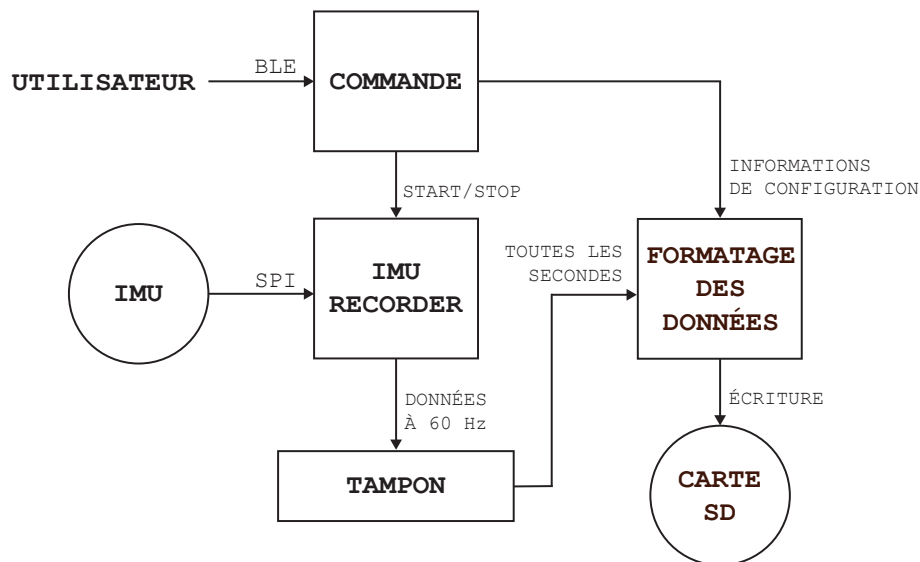 UTILISATEUR
BLE
COMMANDE
INFORMATIONS
DE CONFIGURATION
START/STOP
IMU
SPI
IMU
RECORDER
TOUTES LES
SECONDES
FORMATAGE
DES
DONNÉES
DONNÉES
À 60 Hz
ÉCRITURE
TAMPON
CARTE
SD